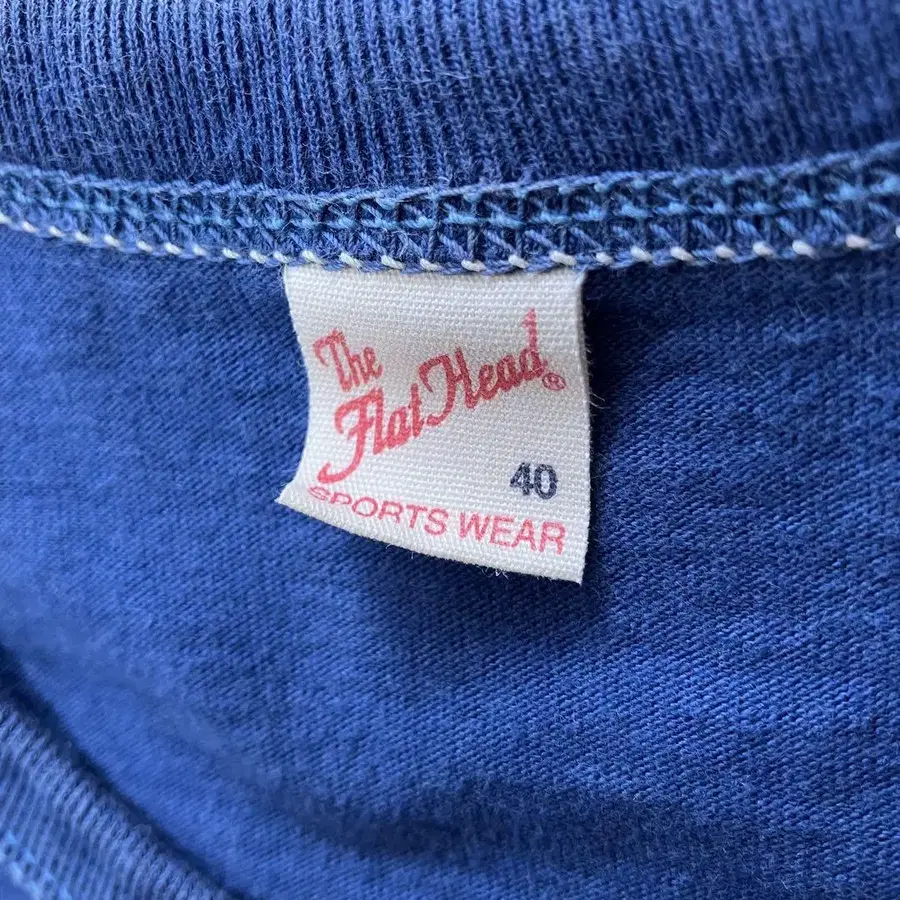 The
Flat Head®
40
SPORTS WEAR